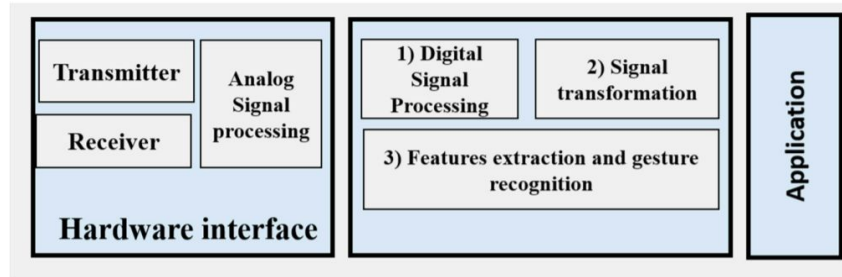 Transmitter
Receiver
Analog
Signal
processing
Hardware interface
1) Digital
Signal
Processing
2) Signal
transformation
3) Features extraction and gesture
recognition
Application